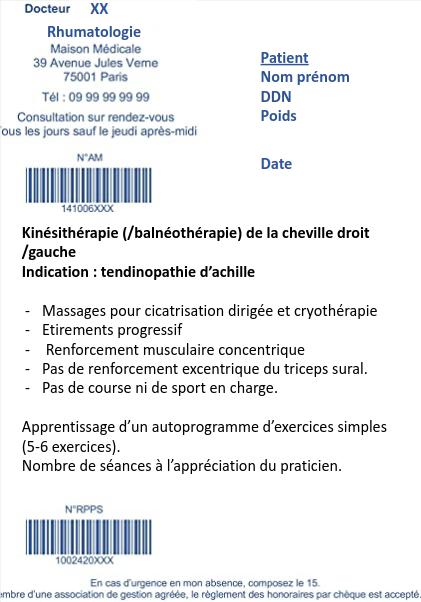 Docteur XX
Rhumatologie
Maison Médicale
39 Avenue Jules Verne
75001 Paris
Tél : 09 99 99 99 99
Consultation sur rendez-vous
ous les jours sauf le jeudi après-midi
Patient
Nom prénom
DDN
Poids
Date
N°AM
141006XXX
Kinésithérapie (/balnéothérapie) de la cheville droit
/gauche
Indication : tendinopathie d’achille
- Massages pour cicatrisation dirigée et cryothérapie
- Etirements progressif
- Renforcement musculaire concentrique
- Pas de renforcement excentrique du triceps sural.
- Pas de course ni de sport en charge.
Apprentissage d’un autoprogramme d’exercices simples
(5-6 exercices).
Nombre de séances à l’appréciation du praticien.
N°RPPS
1002420XXX
En cas d'urgence en mon absence, composez le 15.
embre d'une association de gestion agréée, le règlement des honoraires par chèque est accepté.